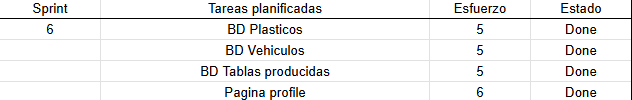 Sprint Tareas planificadas Esfuerzo Estado
6 BD Plasticos 5 Done
BD Vehiculos 5 Done
BD Tablas producidas 5 Done
Pagina profile 6 Done